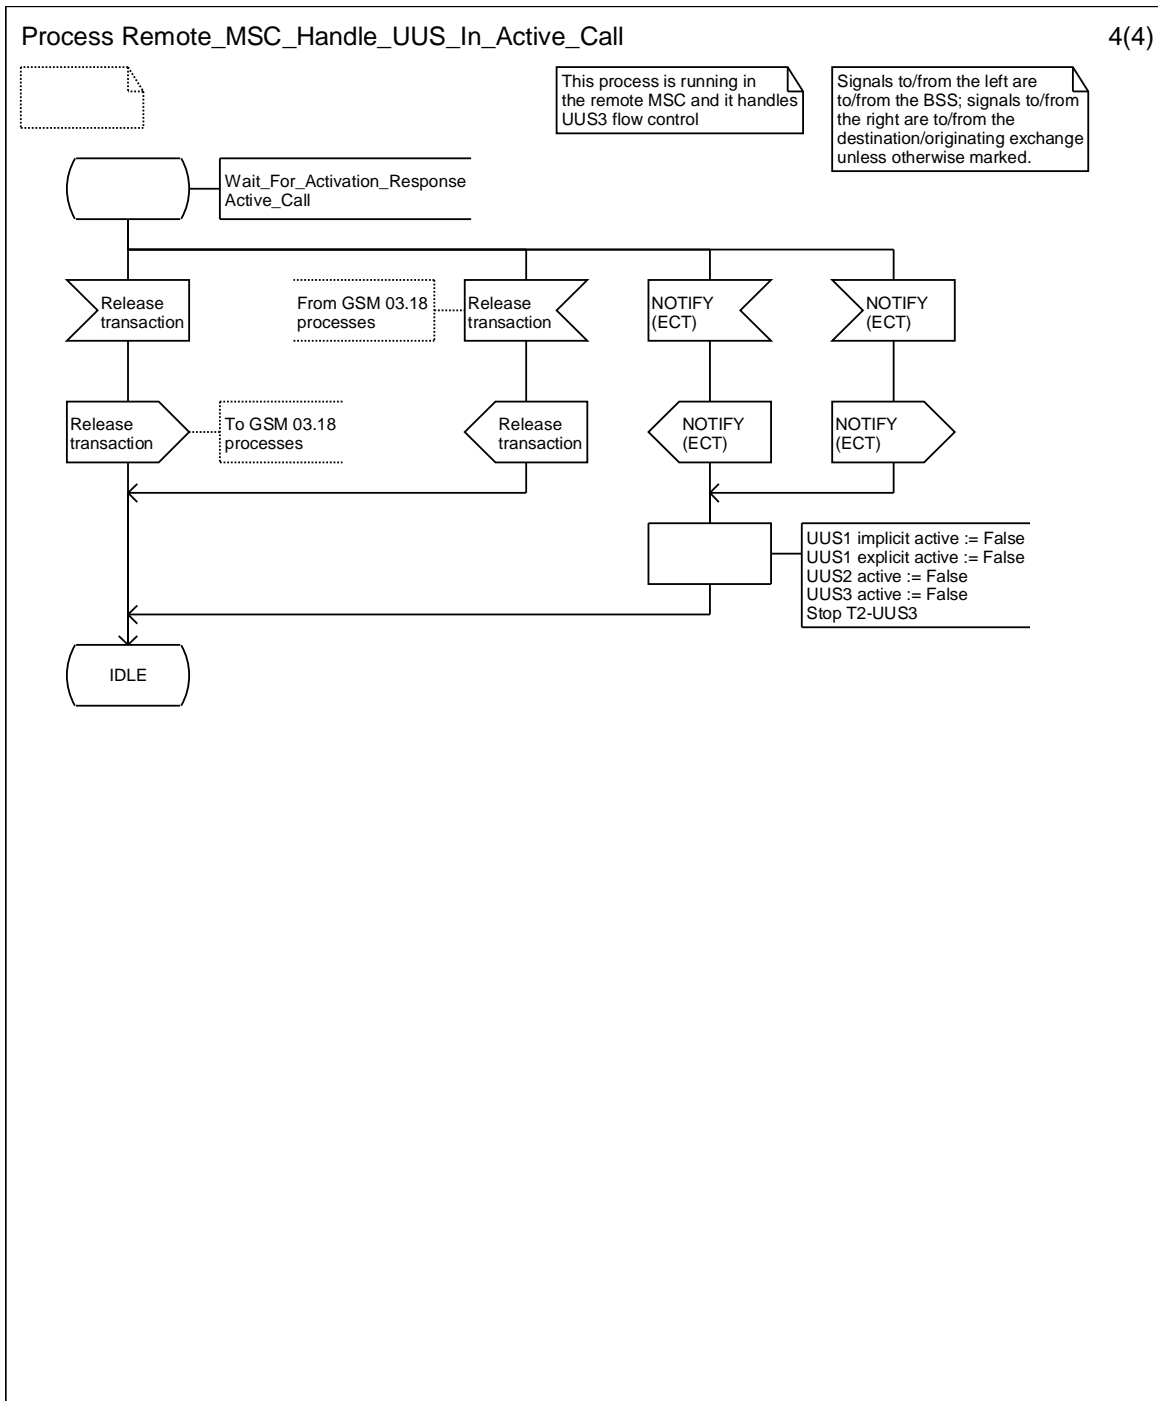 Process Remote_MSC_Handle_UUS_In_Active_Call
4(4)
This process is running in
the remote MSC and it handles
UUS3 flow control
Signals to/from the left are
to/from the BSS; signals to/from
the right are to/from the
destination/originating exchange
unless otherwise marked.
Wait_For_Activation_Response
Active_Call
Release
transaction
From GSM 03.18
processes
Release
transaction
NOTIFY
(ECT)
NOTIFY
(ECT)
Release
transaction
To GSM 03.18
processes
Release
transaction
NOTIFY
(ECT)
NOTIFY
(ECT)
UUS1 implicit active := False
UUS1 explicit active := False
UUS2 active := False
UUS3 active := False
Stop T2-UUS3
IDLE